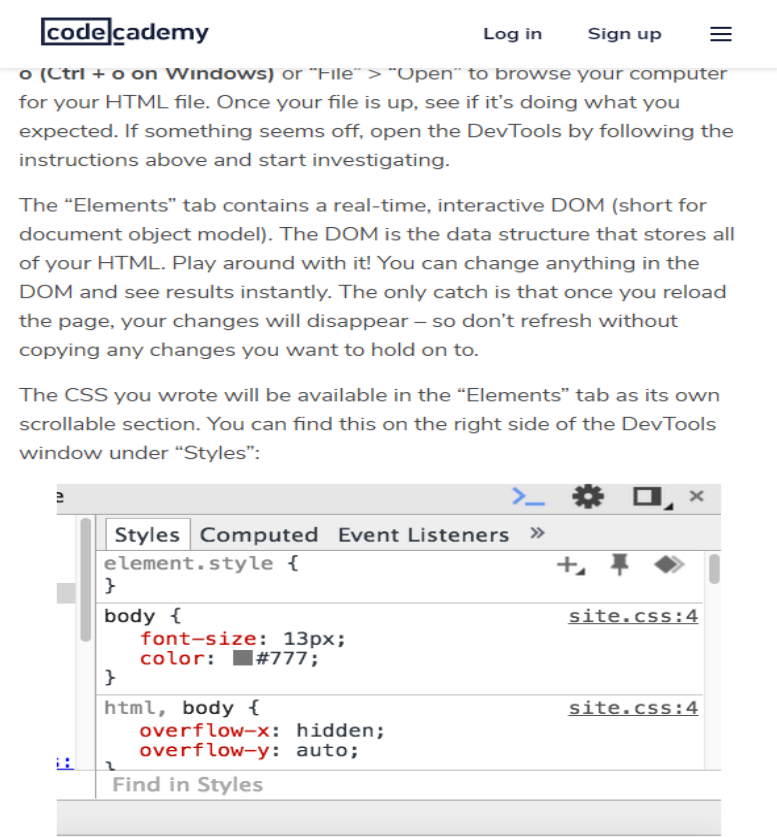 codecademy
Log in
Sign up
o (Ctrl + o on Windows) or “File” > “Open” to browse your computer
for your HTML file. Once your file is up, see if it’s doing what you
expected. If something seems off, open the DevTools by following the
instructions above and start investigating.
The “Elements” tab contains a real-time, interactive DOM (short for
document object model). The DOM is the data structure that stores all
of your HTML. Play around with it! You can change anything in the
DOM and see results instantly. The only catch is that once you reload
the page, your changes will disappear – so don’t refresh without
copying any changes you want to hold on to.
The CSS you wrote will be available in the “Elements” tab as its own
scrollable section. You can find this on the right side of the DevTools
window under “Styles”:
e
Styles Computed Event Listeners »
element.style {
}
body { site.css:4
font-size: 13px;
color: #777;
}
html, body { site.css:4
overflow-x: hidden;
overflow-y: auto;
}
Find in Styles